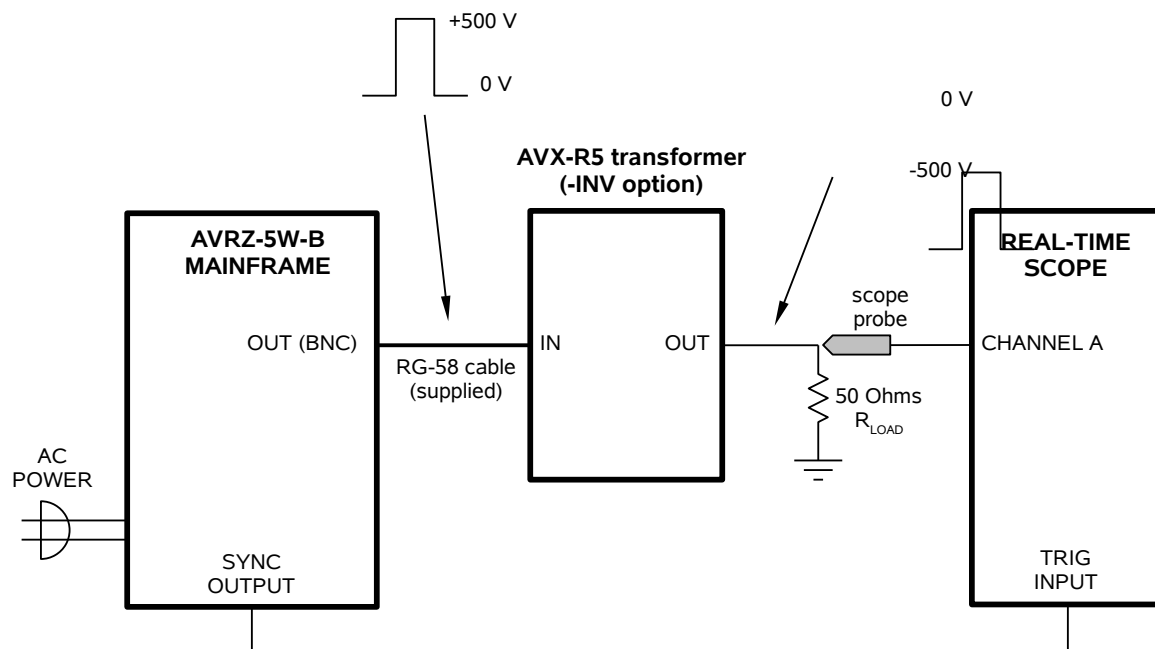 +500 V
0 V
0 V
-500 V
AVX-R5 transformer
(-INV option)
AVRZ-5W-B
MAINFRAME
REAL-TIME
SCOPE
scope
probe
OUT (BNC)
IN
OUT
CHANNEL A
RG-58 cable
(supplied)
50 Ohms
RLOAD
AC
POWER
SYNC
OUTPUT
TRIG
INPUT